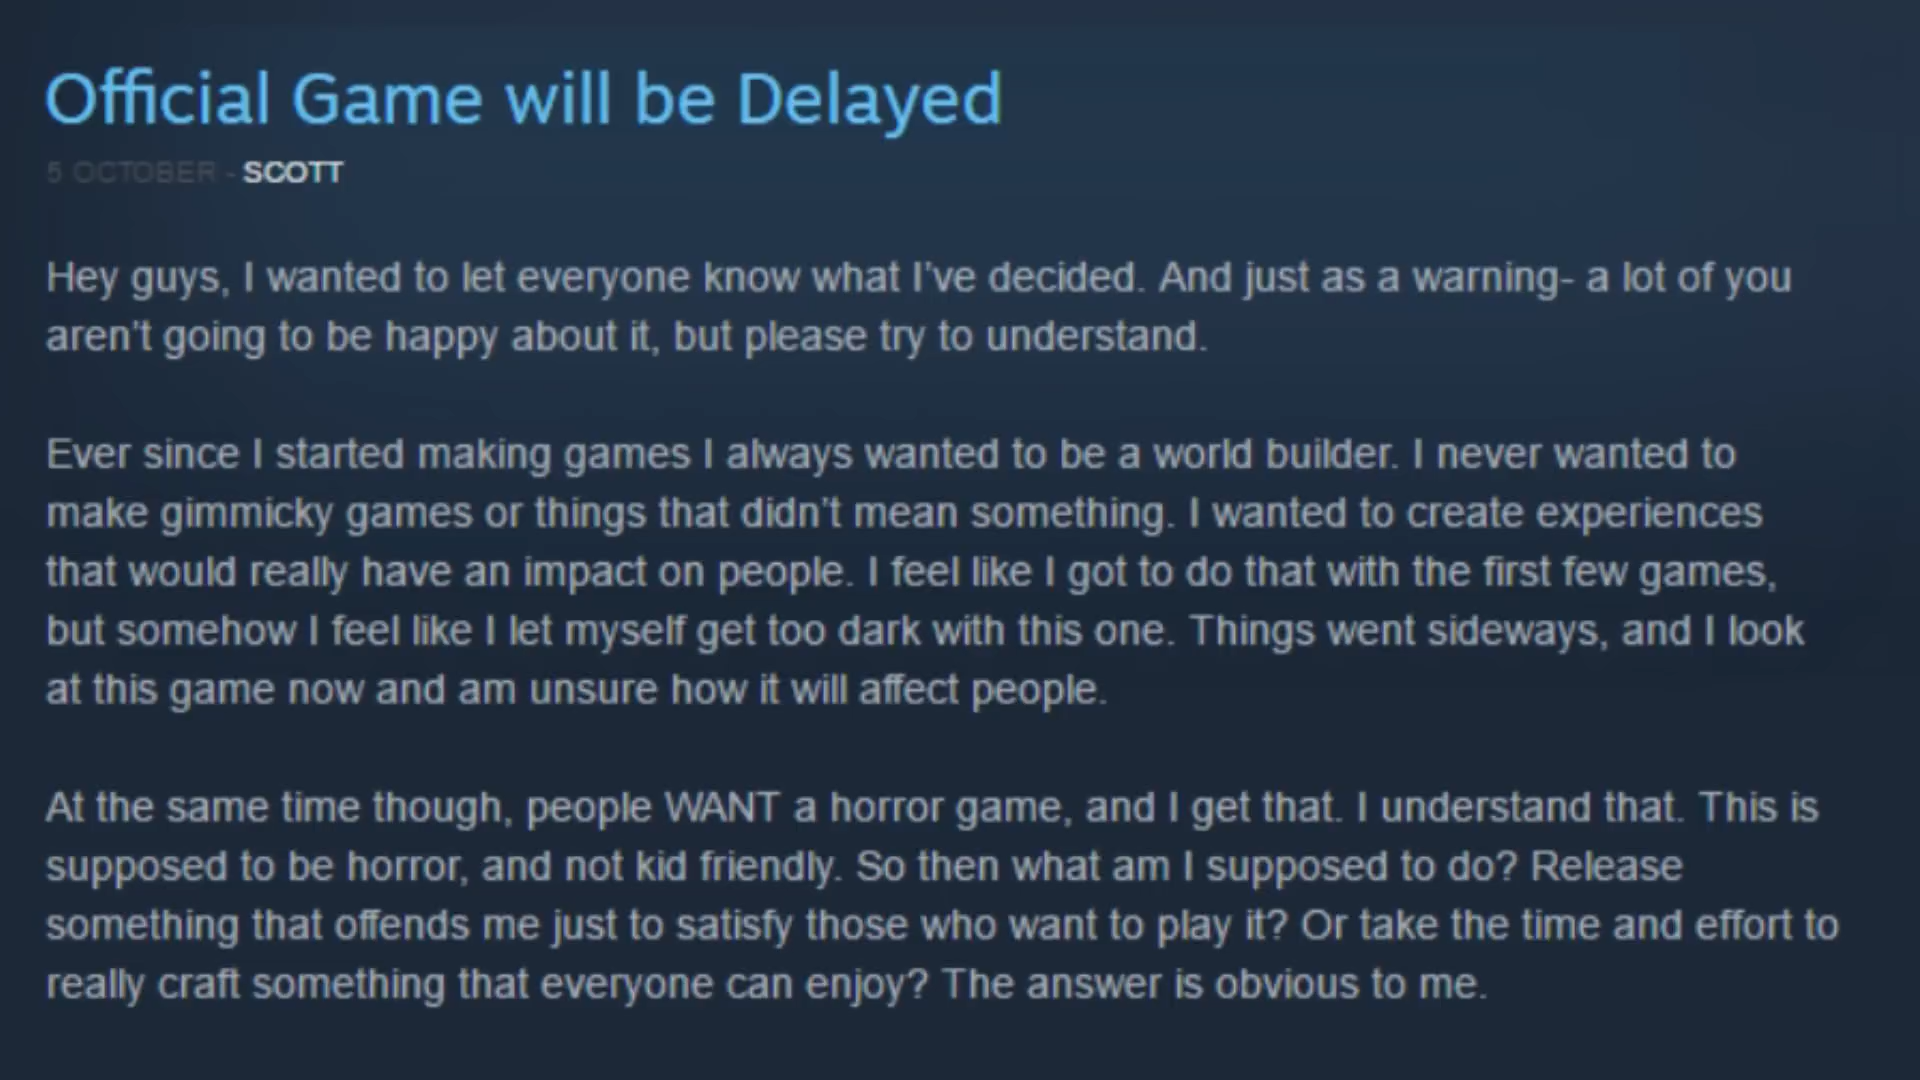 Official Game will be Delayed
5 OCTOBER - SCOTT
Hey guys, I wanted to let everyone know what I've decided. And just as a warning- a lot of you
aren't going to be happy about it, but please try to understand.
Ever since I started making games I always wanted to be a world builder. I never wanted to
make gimmicky games or things that didn't mean something. I wanted to create experiences
that would really have an impact on people. I feel like I got to do that with the first few games,
but somehow I feel like I let myself get too dark with this one. Things went sideways, and I look
at this game now and am unsure how it will affect people.
At the same time though, people WANT a horror game, and I get that. I understand that. This is
supposed to be horror, and not kid friendly. So then what am I supposed to do? Release
something that offends me just to satisfy those who want to play it? Or take the time and effort to
really craft something that everyone can enjoy? The answer is obvious to me.